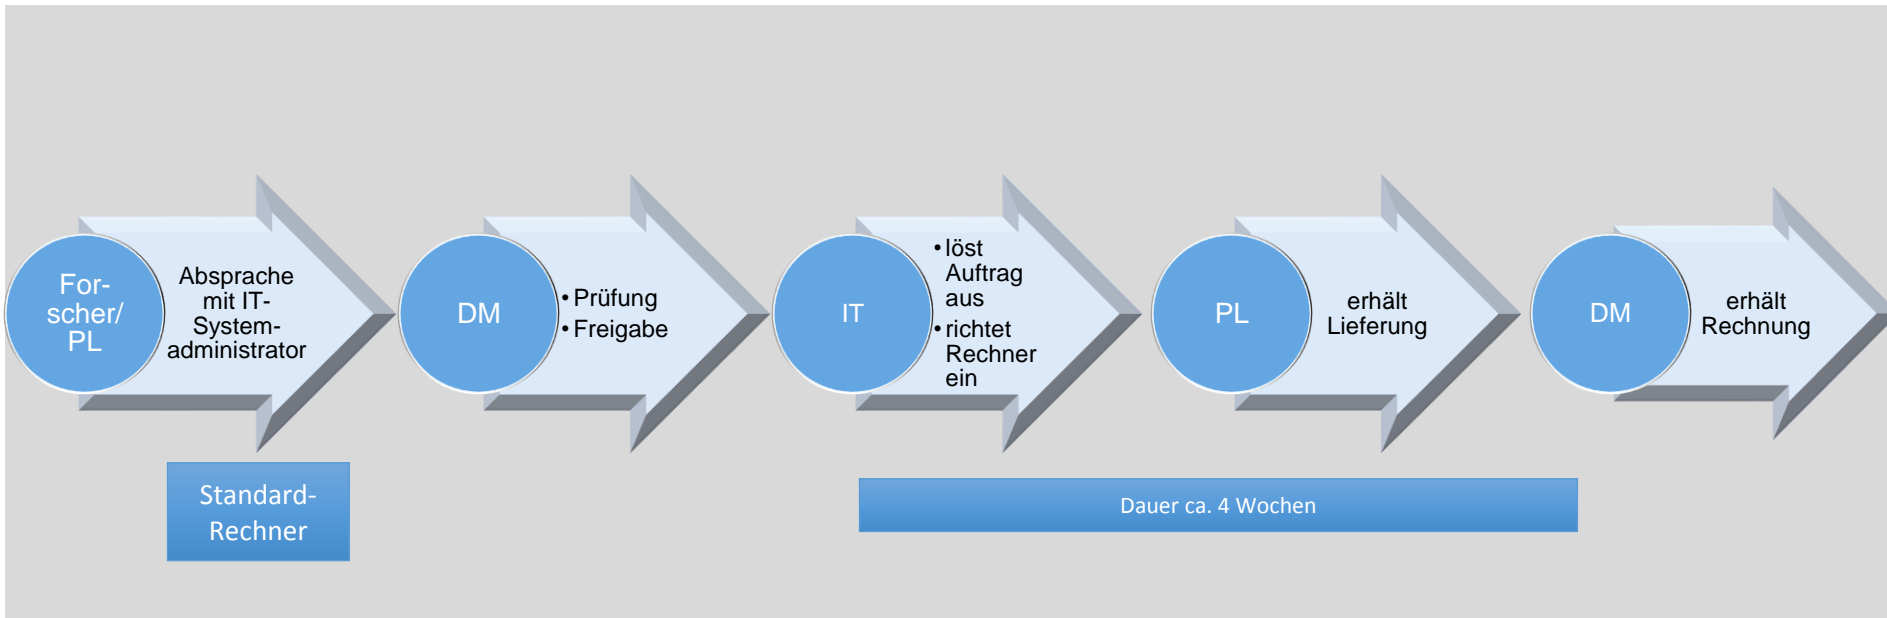 For-
scher/
PL
Absprache
mit IT-
System-
administrator
DM
• Prüfung
• Freigabe
IT
• löst
Auftrag
aus
• richtet
Rechner
ein
PL
erhält
Lieferung
DM
erhält
Rechnung
Standard-
Rechner
Dauer ca. 4 Wochen